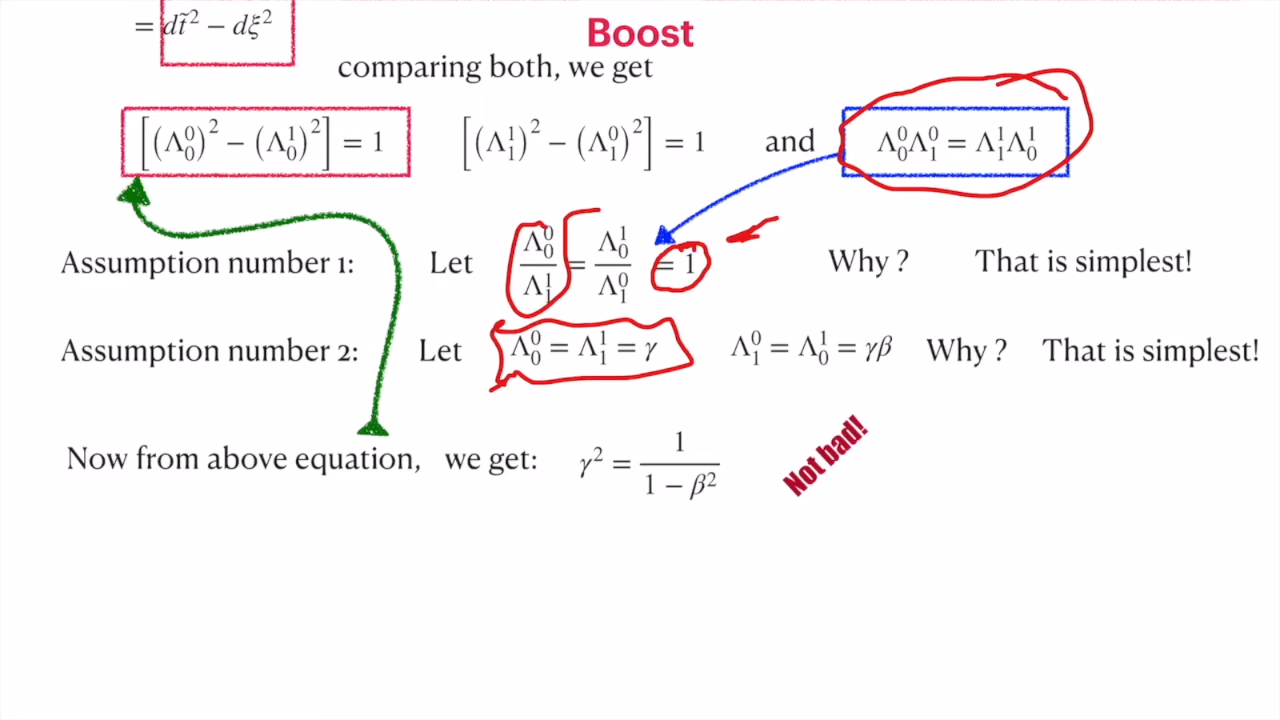 = dt̃² − dξ²
Boost
comparing both, we get
[(Λ⁰₀)² − (Λ¹₀)²] = 1 [(Λ¹₁)² − (Λ⁰₁)²] = 1 and Λ⁰₀Λ⁰₁ = Λ¹₁Λ¹₀
Assumption number 1: Let Λ⁰₀/Λ¹₁ = Λ¹₀/Λ⁰₁ = 1 Why ? That is simplest!
Assumption number 2: Let Λ⁰₀ = Λ¹₁ = γ Λ⁰₁ = Λ¹₀ = γβ Why ? That is simplest!
Now from above equation, we get: γ² = 1/(1 − β²)
Not bad!